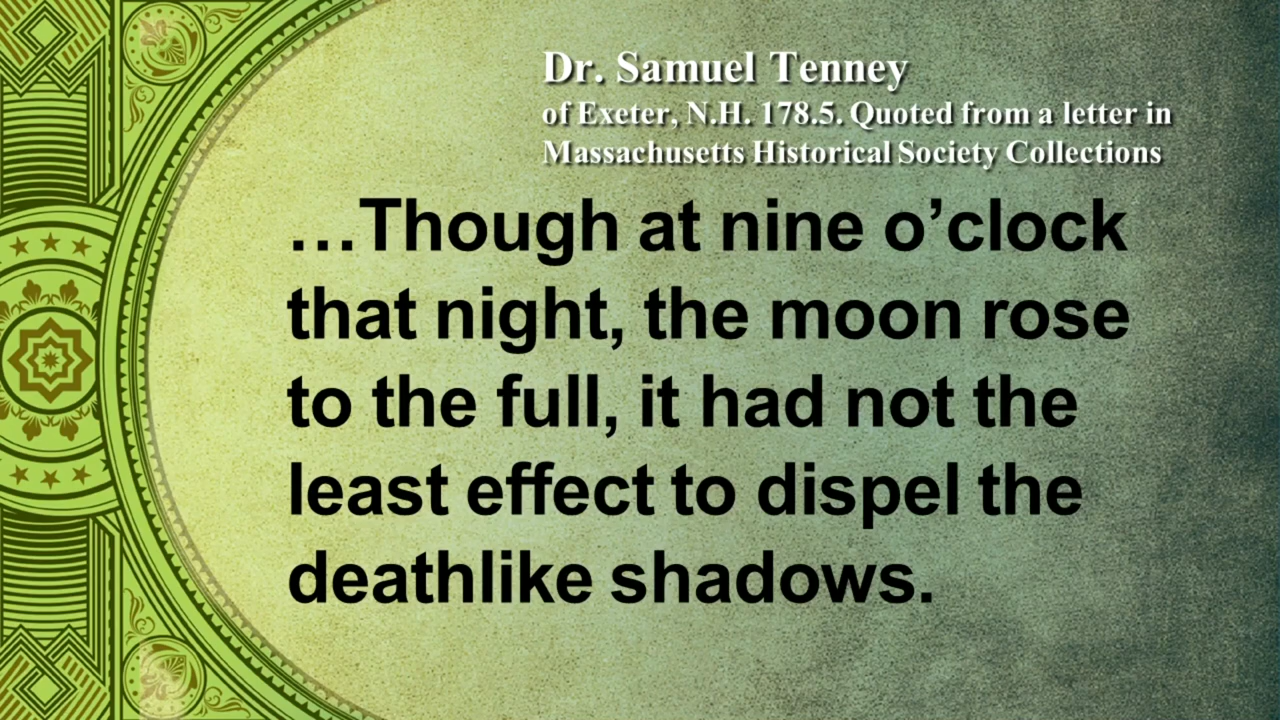 Dr. Samuel Tenney
of Exeter, N.H. 178.5. Quoted from a letter in
Massachusetts Historical Society Collections
…Though at nine o’clock
that night, the moon rose
to the full, it had not the
least effect to dispel the
deathlike shadows.